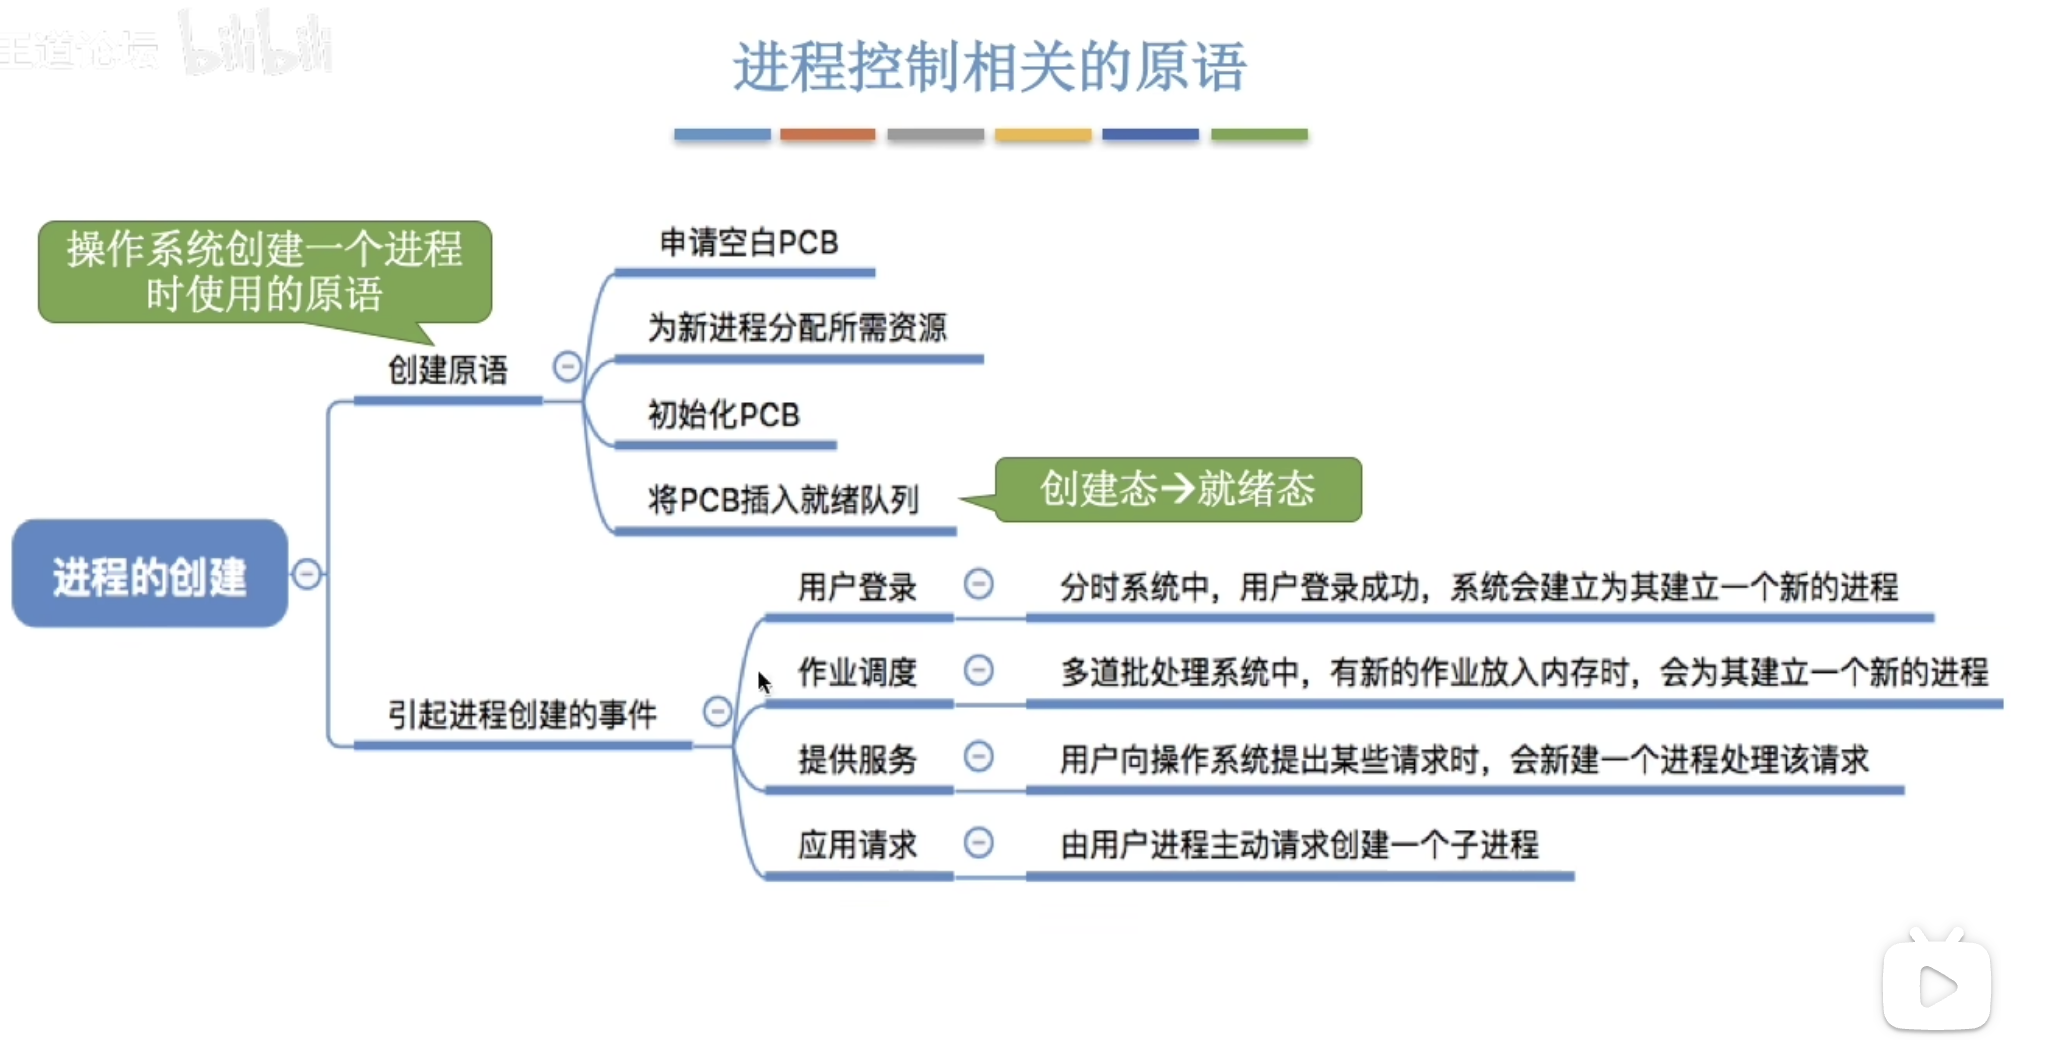 王道论坛 bilibili
进程控制相关的原语
操作系统创建一个进程
时使用的原语
创建原语
申请空白PCB
为新进程分配所需资源
初始化PCB
将PCB插入就绪队列
创建态→就绪态
进程的创建
引起进程创建的事件
用户登录
分时系统中，用户登录成功，系统会建立为其建立一个新的进程
作业调度
多道批处理系统中，有新的作业放入内存时，会为其建立一个新的进程
提供服务
用户向操作系统提出某些请求时，会新建一个进程处理该请求
应用请求
由用户进程主动请求创建一个子进程